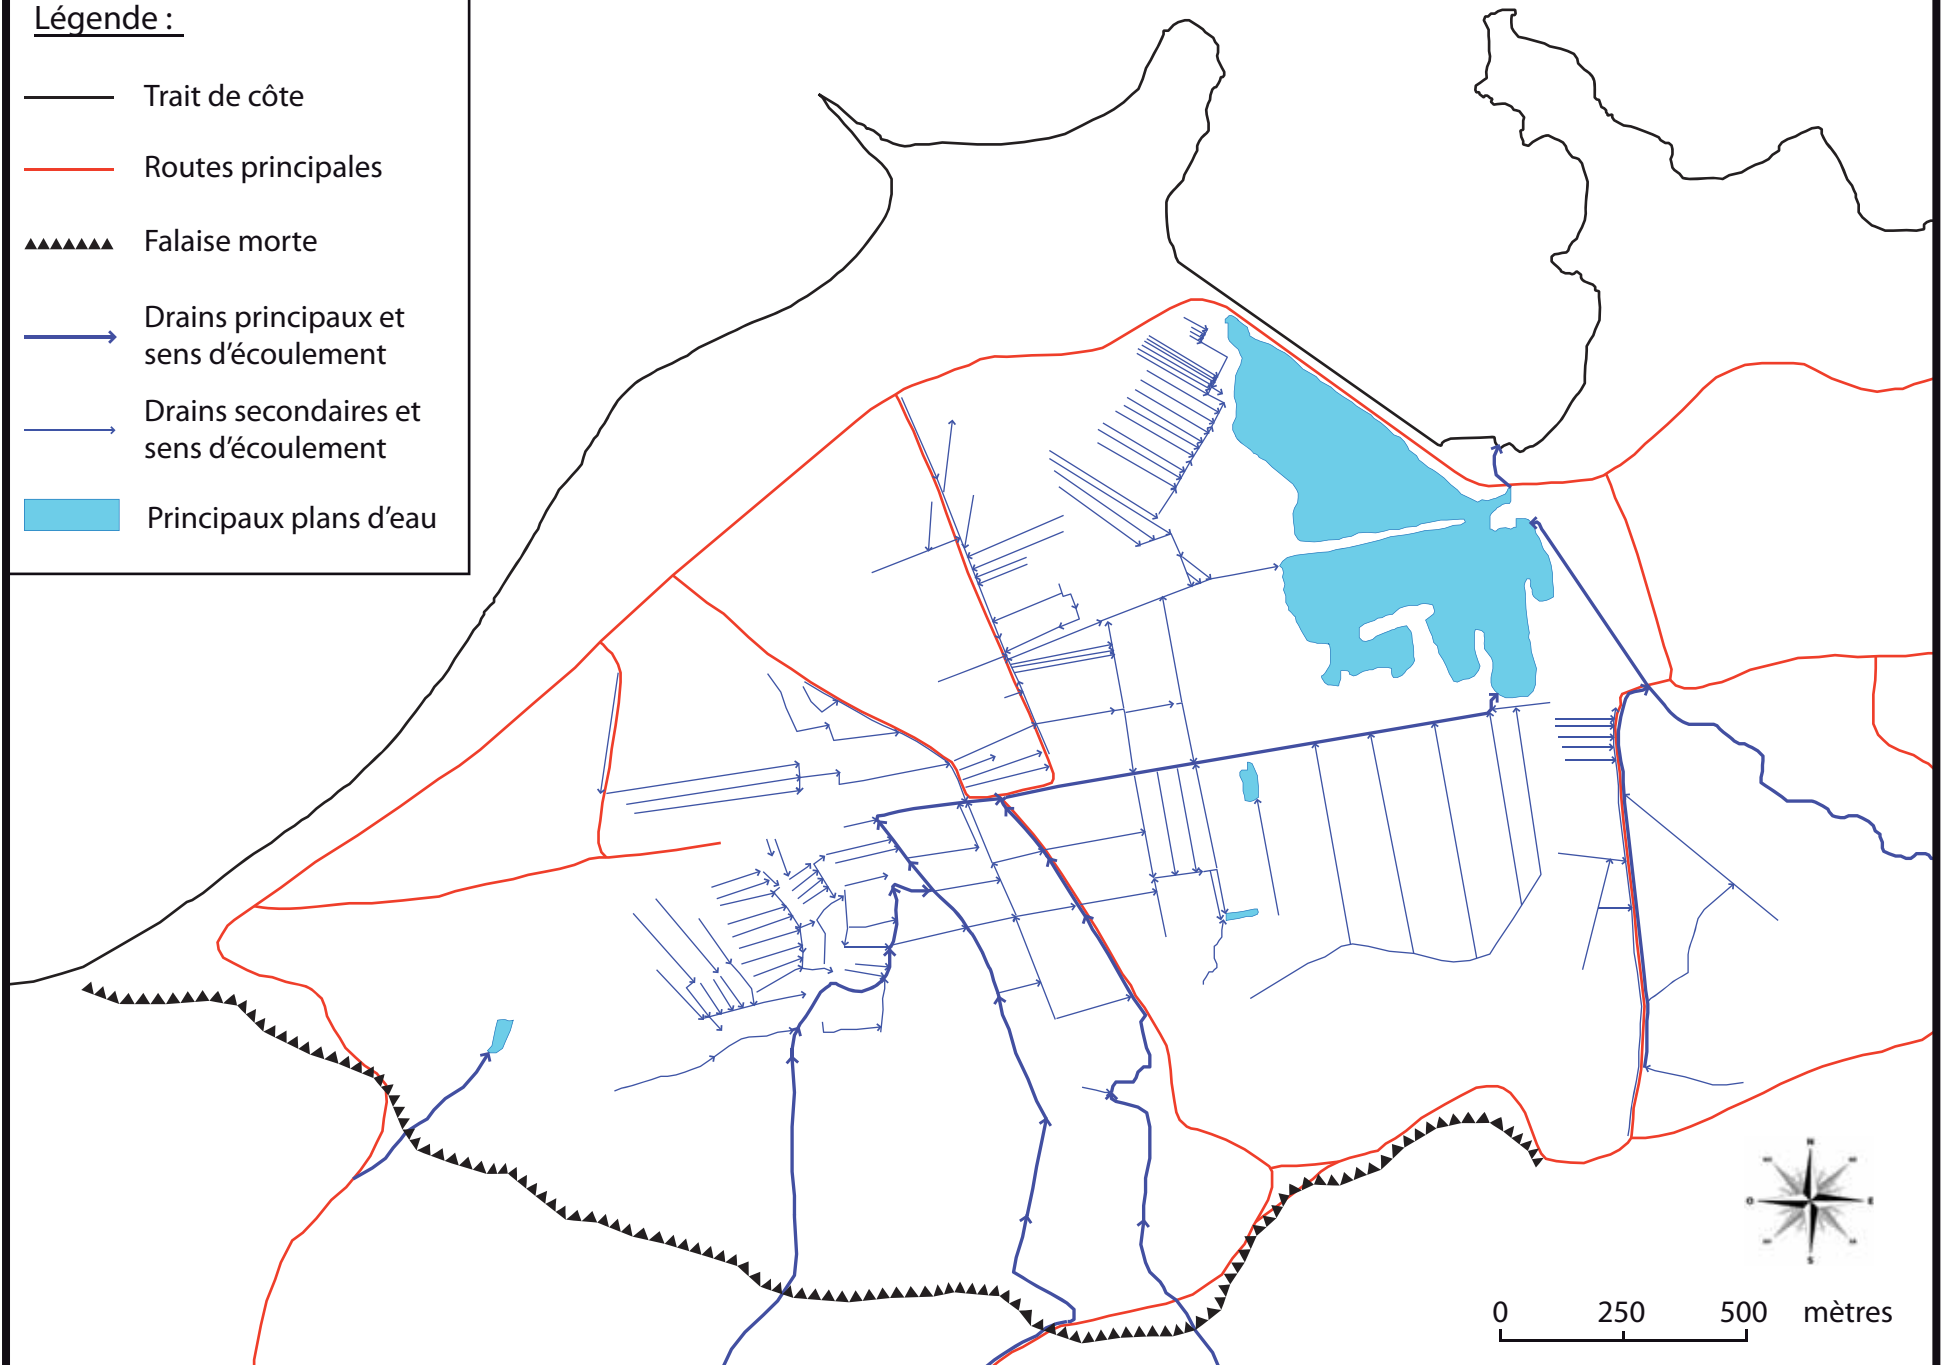 Légende :
Trait de côte
Routes principales
Falaise morte
Drains principaux et
sens d'écoulement
Drains secondaires et
sens d'écoulement
Principaux plans d'eau
N
O
E
S
0 250 500 mètres